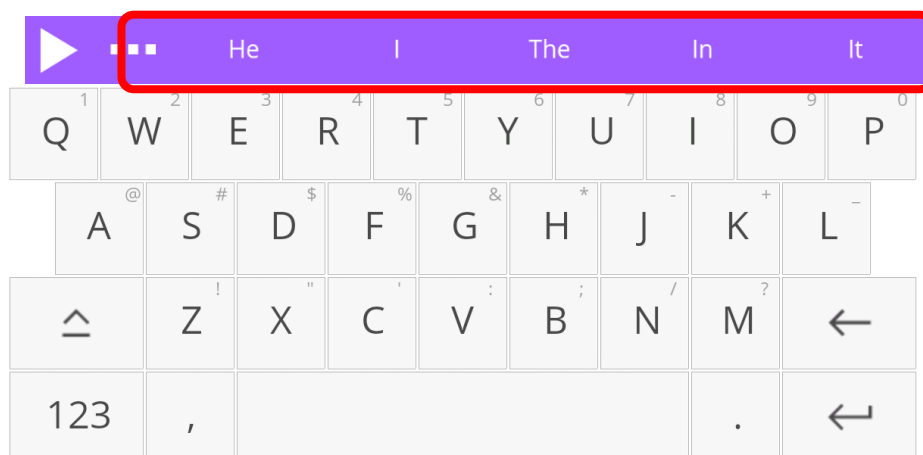 He I The In It
1 2 3 4 5 6 7 8 9 0
Q W E R T Y U I O P
@ # $ % & * - + _
A S D F G H J K L
! " ' : ; / ?
Z X C V B N M
123 , .